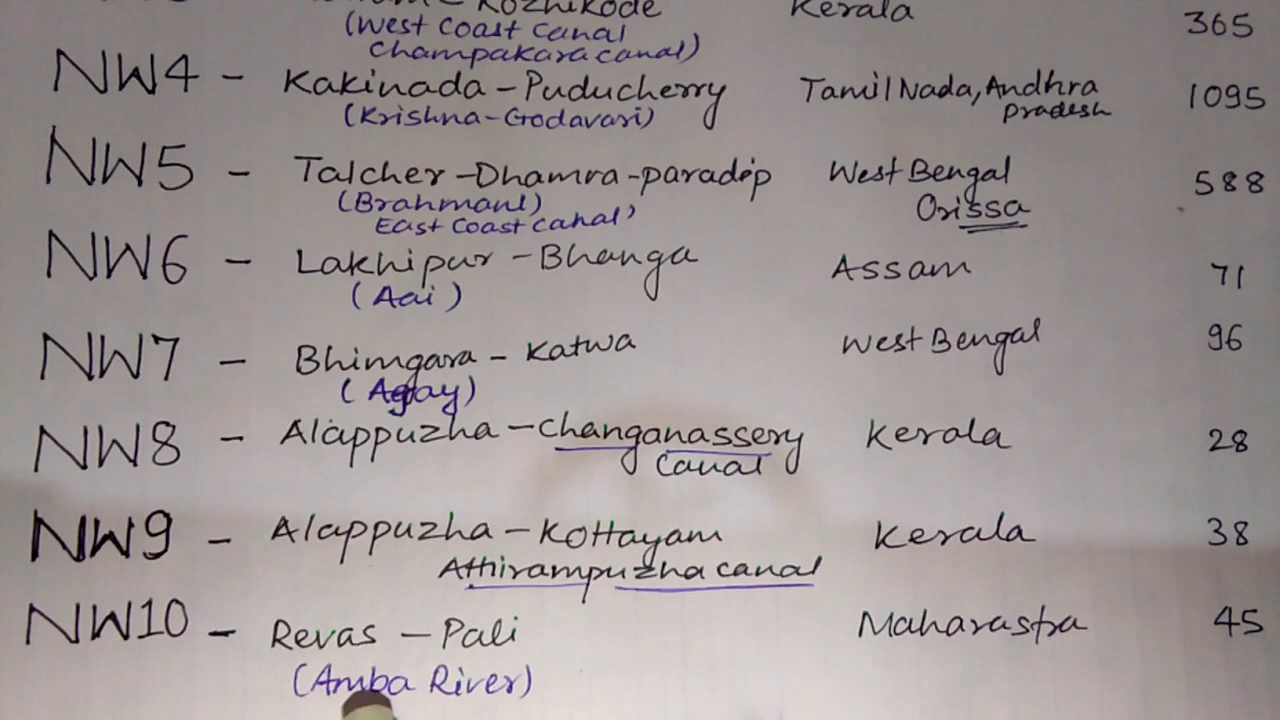 Kozhikode Kerala 365
(West Coast Canal
Champakara canal)
NW4 - Kakinada - Puducherry Tamil Nada, Andhra 1095
(Krishna - Godavari) Pradesh
NW5 - Talcher - Dhamra - paradip West Bengal 588
(Brahmani) Orissa
East Coast canal
NW6 - Lakhipur - Bhanga Assam 71
(Aai)
NW7 - Bhimgara - Katwa West Bengal 96
(Agay)
NW8 - Alappuzha - Changanassery Kerala 28
Canal
NW9 - Alappuzha - Kottayam Kerala 38
Athirampuzha canal
NW10 - Revas - Pali Maharastra 45
(Amba River)